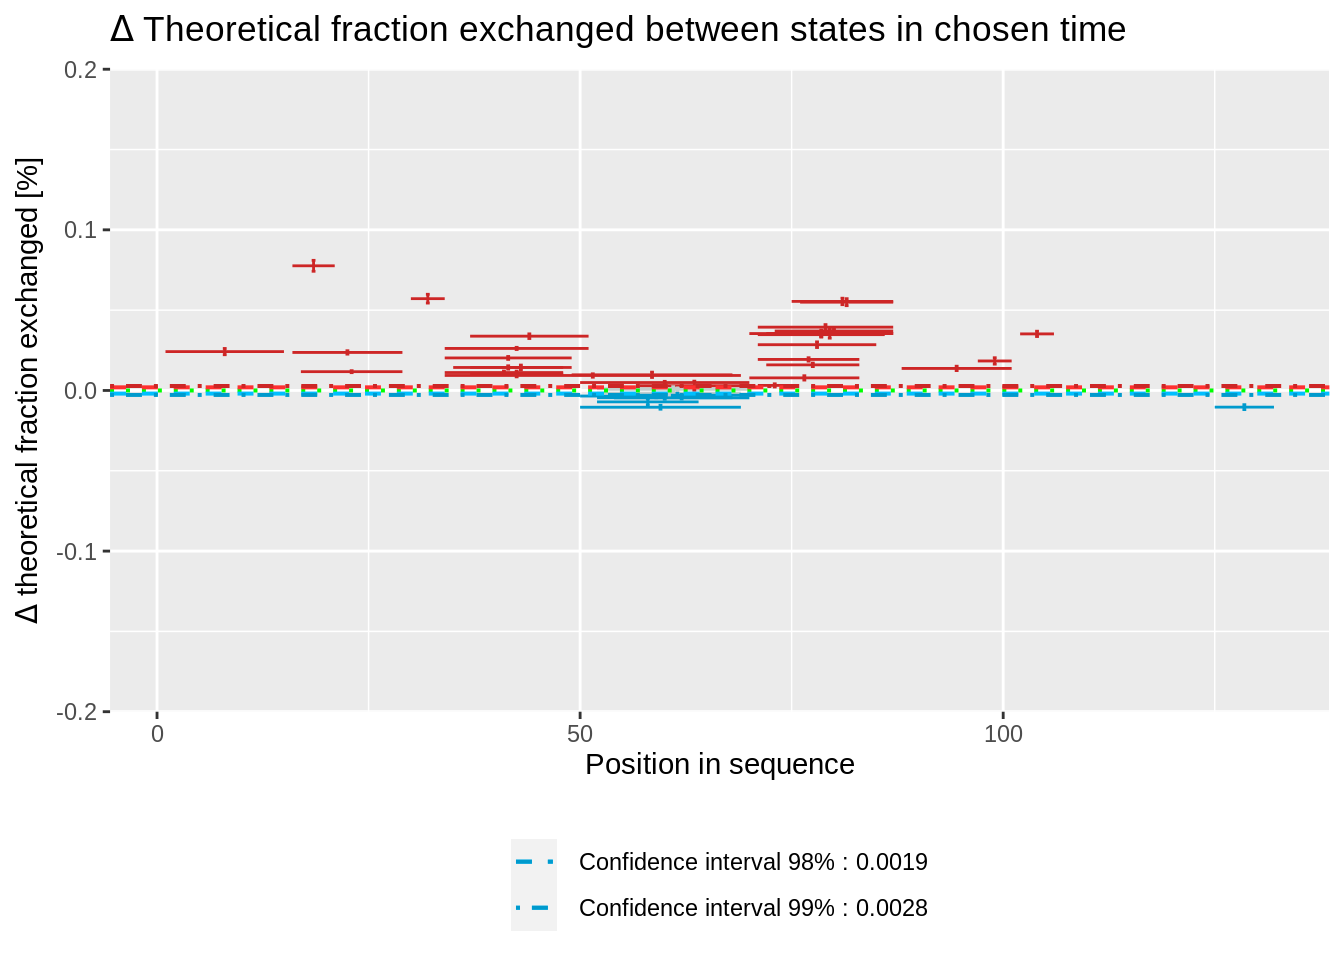 Δ Theoretical fraction exchanged between states in chosen time
Δ theoretical fraction exchanged [%]
0.2
0.1
0.0
-0.1
-0.2
0
50
100
Position in sequence
Confidence interval 98% : 0.0019
Confidence interval 99% : 0.0028